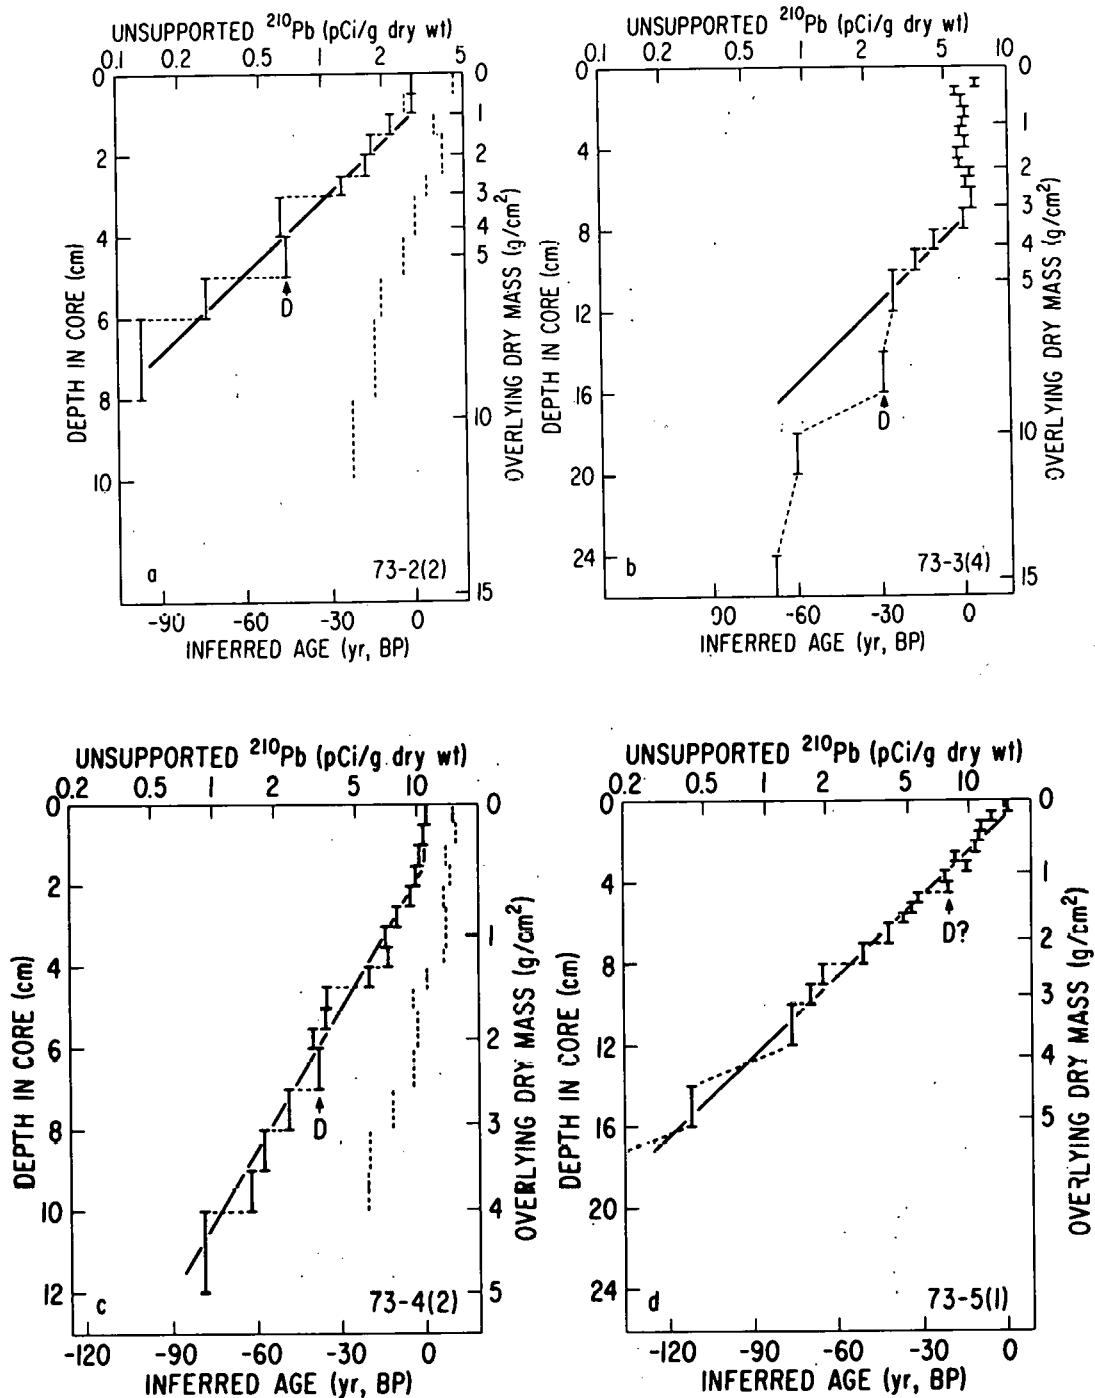 UNSUPPORTED ²¹⁰Pb (pCi/g dry wt)
0.1 0.2 0.5 1 2 5
0
2
4
6
8
10
DEPTH IN CORE (cm)
0
1
2
3
4
5
10
15
OVERLYING DRY MASS (g/cm²)
D
a
73-2(2)
-90 -60 -30 0
INFERRED AGE (yr, BP)
UNSUPPORTED ²¹⁰Pb (pCi/g dry wt)
0.1 0.2 0.5 1 2 5 10
0
4
8
12
16
20
24
DEPTH IN CORE (cm)
0
1
2
3
4
5
10
15
OVERLYING DRY MASS (g/cm²)
D
b
73-3(4)
90 -60 -30 0
INFERRED AGE (yr, BP)
UNSUPPORTED ²¹⁰Pb (pCi/g dry wt)
0.2 0.5 1 2 5 10
0
2
4
6
8
10
12
DEPTH IN CORE (cm)
0
1
2
3
4
5
OVERLYING DRY MASS (g/cm²)
D
c
73-4(2)
-120 -90 -60 -30 0
INFERRED AGE (yr, BP)
UNSUPPORTED ²¹⁰Pb (pCi/g dry wt)
0.2 0.5 1 2 5 10
0
4
8
12
16
20
24
DEPTH IN CORE (cm)
0
1
2
3
4
5
OVERLYING DRY MASS (g/cm²)
D?
d
73-5(1)
-120 -90 -60 -30 0
INFERRED AGE (yr, BP)